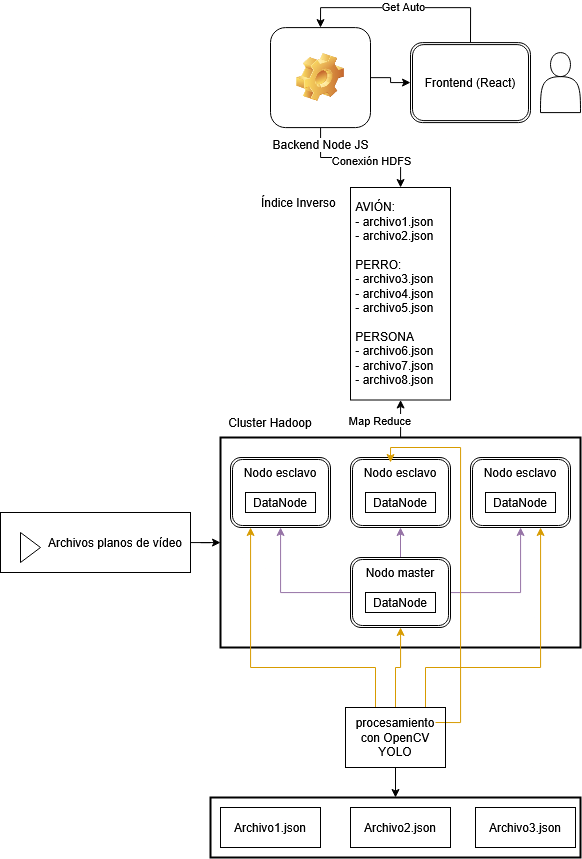 Get Auto
Frontend (React)
Backend Node JS
Conexión HDFS
Índice Inverso
AVIÓN:
- archivo1.json
- archivo2.json
PERRO:
- archivo3.json
- archivo4.json
- archivo5.json
PERSONA
- archivo6.json
- archivo7.json
- archivo8.json
Map Reduce
Cluster Hadoop
Nodo esclavo
DataNode
Nodo esclavo
DataNode
Nodo esclavo
DataNode
Archivos planos de vídeo
Nodo master
DataNode
procesamiento
con OpenCV
YOLO
Archivo1.json
Archivo2.json
Archivo3.json